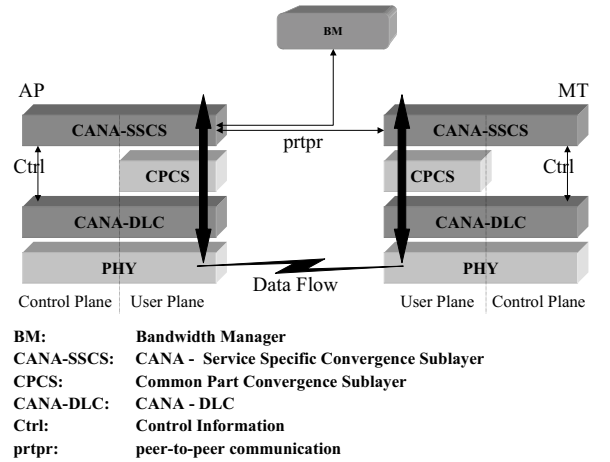 BM
AP
MT
CANA-SSCS
CANA-SSCS
prtpr
Ctrl
Ctrl
CPCS
CPCS
CANA-DLC
CANA-DLC
PHY
PHY
Data Flow
Control Plane User Plane
User Plane Control Plane
BM: Bandwidth Manager
CANA-SSCS: CANA - Service Specific Convergence Sublayer
CPCS: Common Part Convergence Sublayer
CANA-DLC: CANA - DLC
Ctrl: Control Information
prtpr: peer-to-peer communication